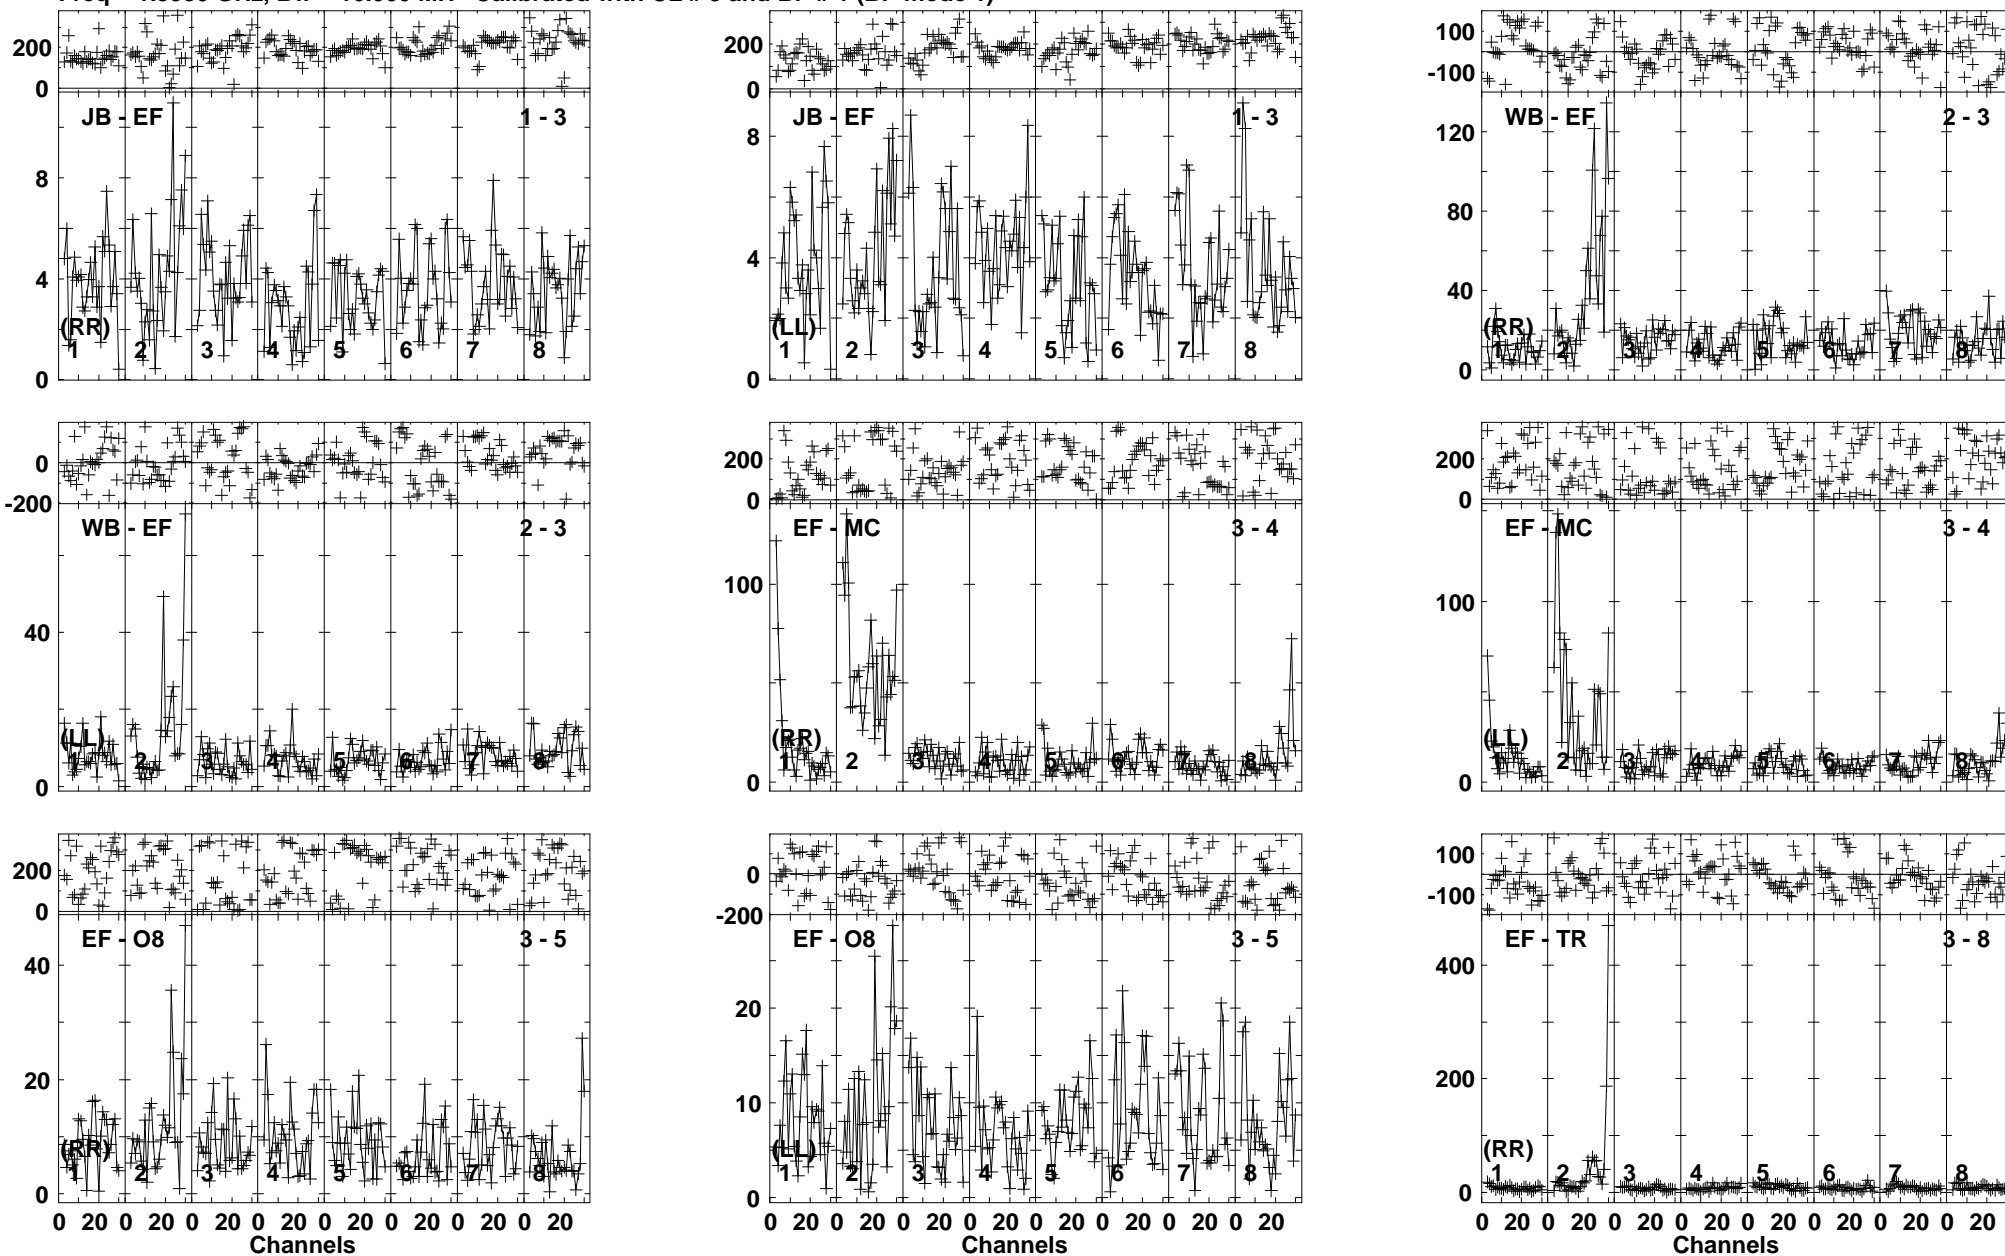 Calibrated with CL # and BP # 1 (BP mode 1)
200 200 100
0 0 -100
JB - EF 1 - 3 JB - EF 1 - 3 WB - EF 2 - 3
8 8 120
4 4 80
40
(RR) (LL) (RR)
1 2 3 4 5 6 7 8 1 2 3 4 5 6 7 8 1 2 3 4 5 6 7 8
0 0 0
0 200 200
-200 0 0
WB - EF 2 - 3 EF - MC 3 - 4 EF - MC 3 - 4
40 100 100
(LL) (RR) (LL)
1 2 3 4 5 6 7 8 1 2 3 4 5 6 7 8 1 2 3 4 5 6 7 8
0 0 0
200 0 100
0 -200 -100
EF - O8 3 - 5 EF - O8 3 - 5 EF - TR 3 - 8
40 20 400
20 10 200
(RR) (LL) (RR)
1 2 3 4 5 6 7 8 1 2 3 4 5 6 7 8 1 2 3 4 5 6 7 8
0 0 0
0 20 0 20 0 20 0 20 0 20 0 20 0 20 0 20 0 20 0 20 0 20 0 20 0 20 0 20 0 20 0 20 0 20 0 20 0 20 0 20 0 20 0 20 0 20 0 20
Channels Channels